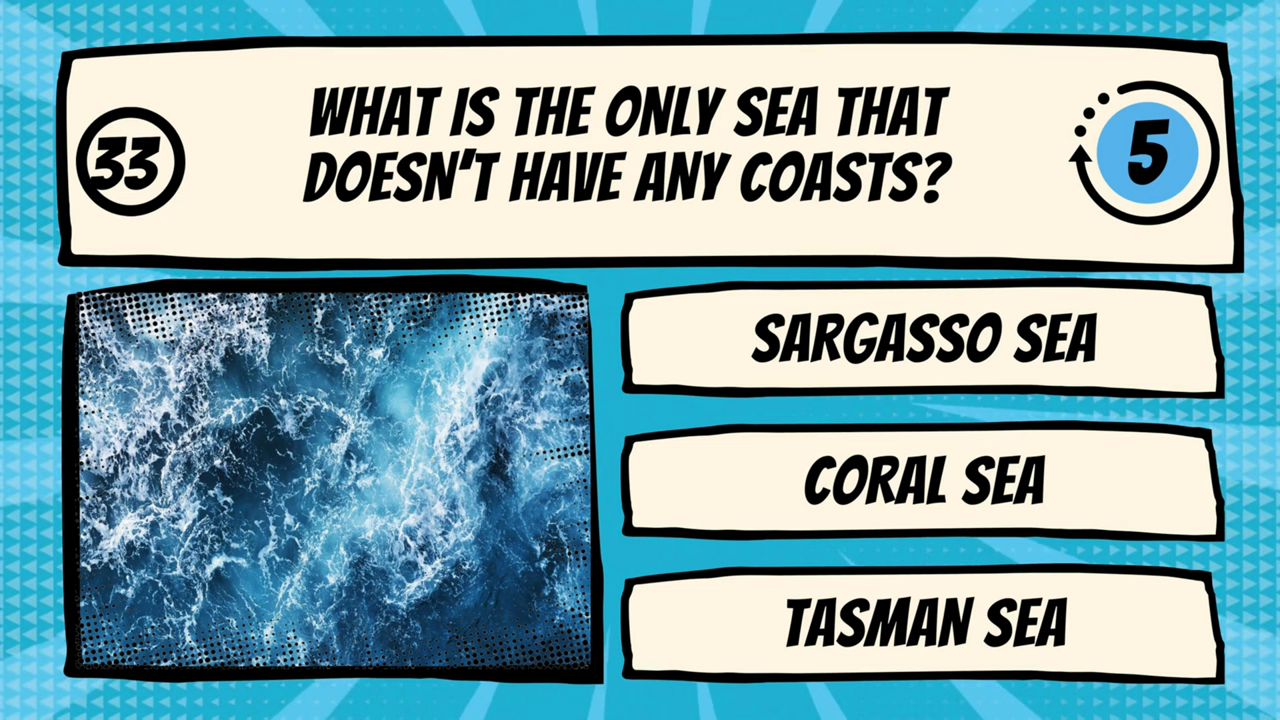 33
WHAT IS THE ONLY SEA THAT
DOESN'T HAVE ANY COASTS?
5
SARGASSO SEA
CORAL SEA
TASMAN SEA